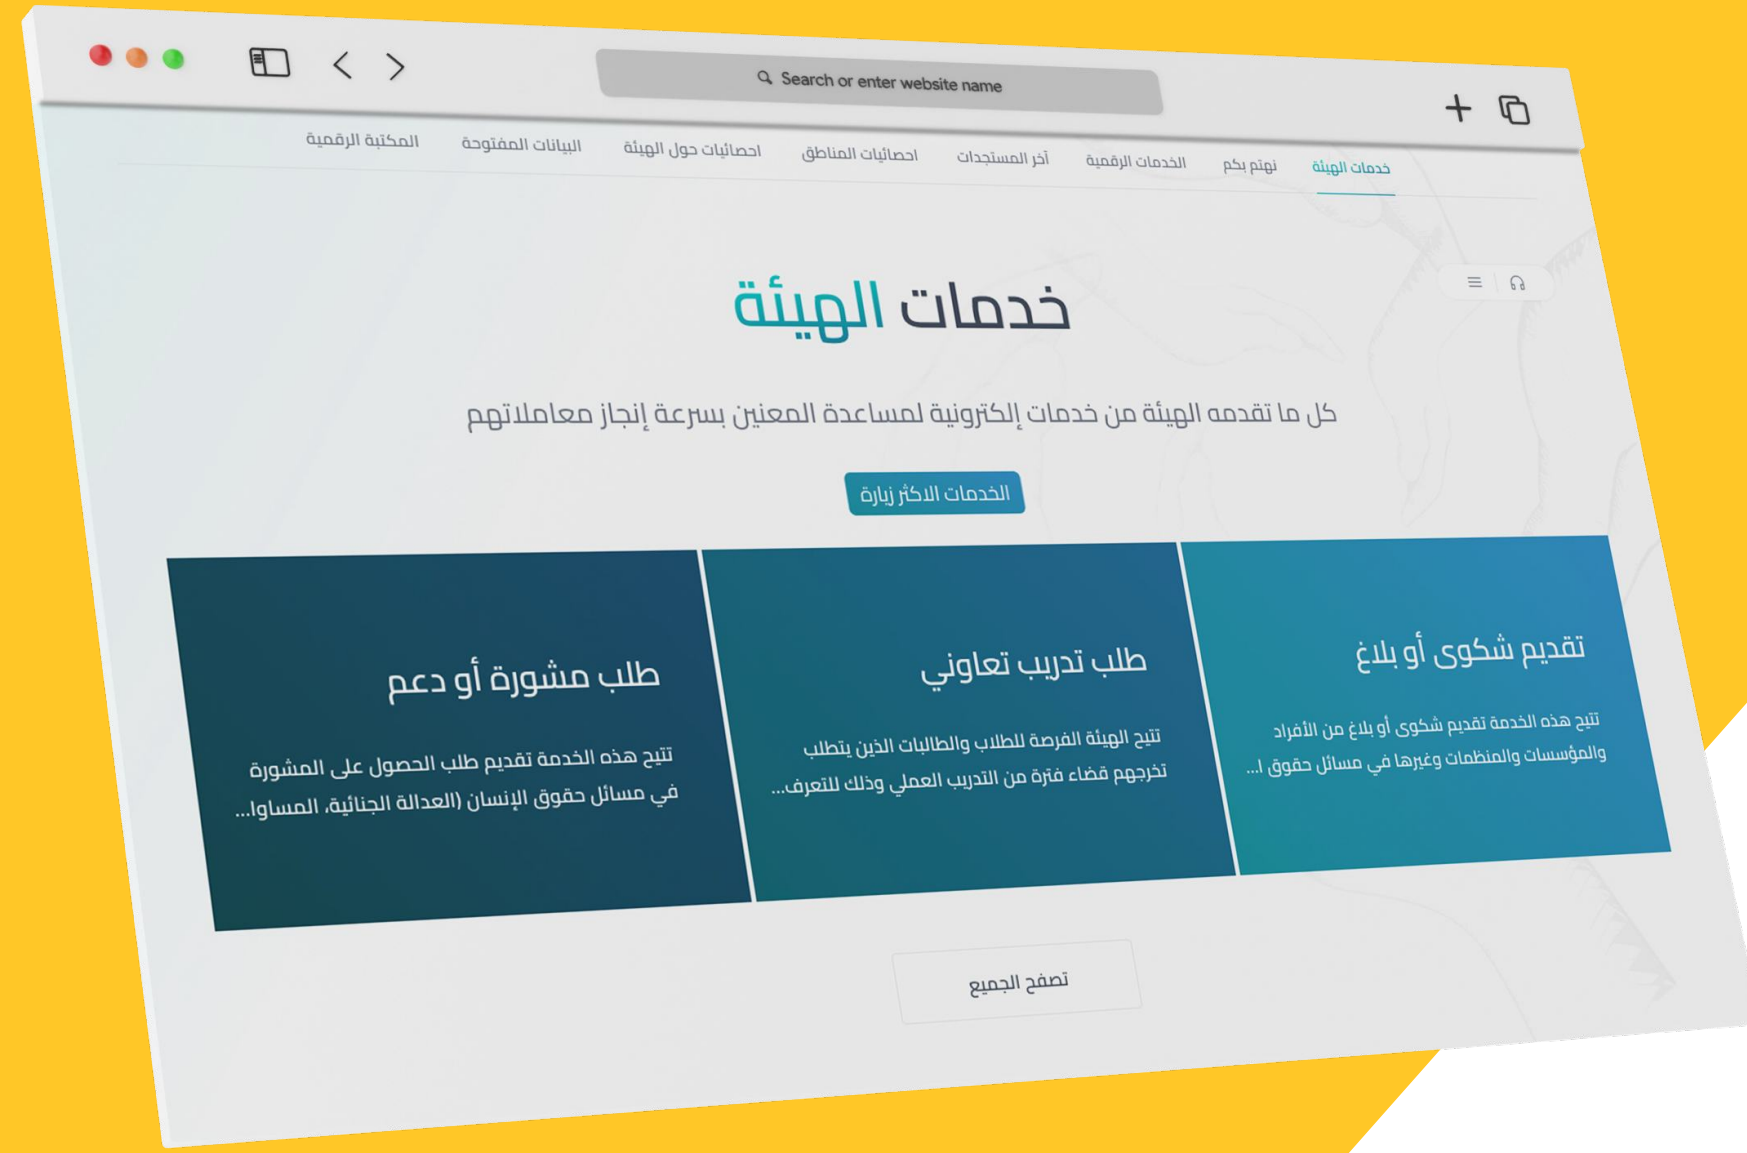 Search or enter website name
خدمات الهيئة
نهتم بكم
الخدمات الرقمية
آخر المستجدات
احصائيات المناطق
احصائيات حول الهيئة
البيانات المفتوحة
المكتبة الرقمية
خدمات الهيئة
كل ما تقدمه الهيئة من خدمات إلكترونية لمساعدة المعنين بسرعة إنجاز معاملاتهم
الخدمات الاكثر زيارة
تقديم شكوى أو بلاغ
تتيح هذه الخدمة تقديم شكوى أو بلاغ من الأفراد
والمؤسسات والمنظمات وغيرها في مسائل حقوق ا...
طلب تدريب تعاوني
تتيح الهيئة الفرصة للطلاب والطالبات الذين يتطلب
تخرجهم قضاء فترة من التدريب العملي وذلك للتعرف...
طلب مشورة أو دعم
تتيح هذه الخدمة تقديم طلب الحصول على المشورة
في مسائل حقوق الإنسان (العدالة الجنائية، المساوا...
تصفح الجميع